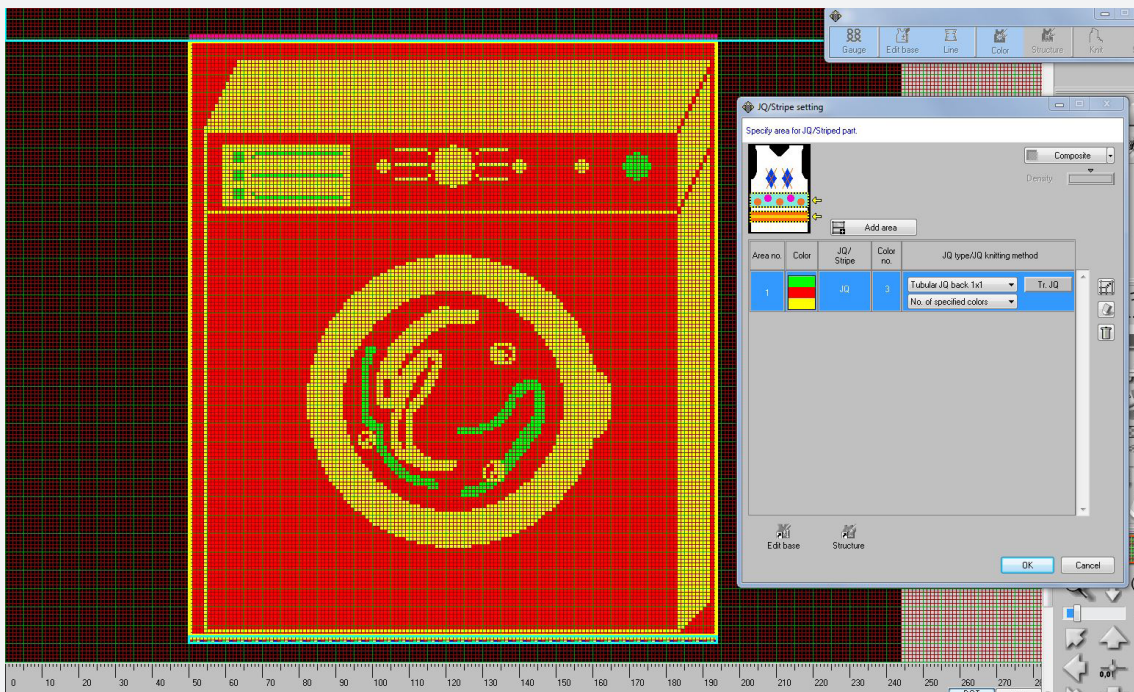 Gauge Edit base Line Color Structure Knit
JQ/Stripe setting
Specify area for JQ/Striped part.
Composite
Density
Add area
Area no. Color JQ/ Stripe Color no. JQ type/JQ knitting method
1 JQ 3 Tubular JQ back 1x1 Tr. JQ
No. of specified colors
Edit base Structure
OK Cancel
0 10 20 30 40 50 60 70 80 90 100 110 120 130 140 150 160 170 180 190 200 210 220 230 240 250 260 270
0,01